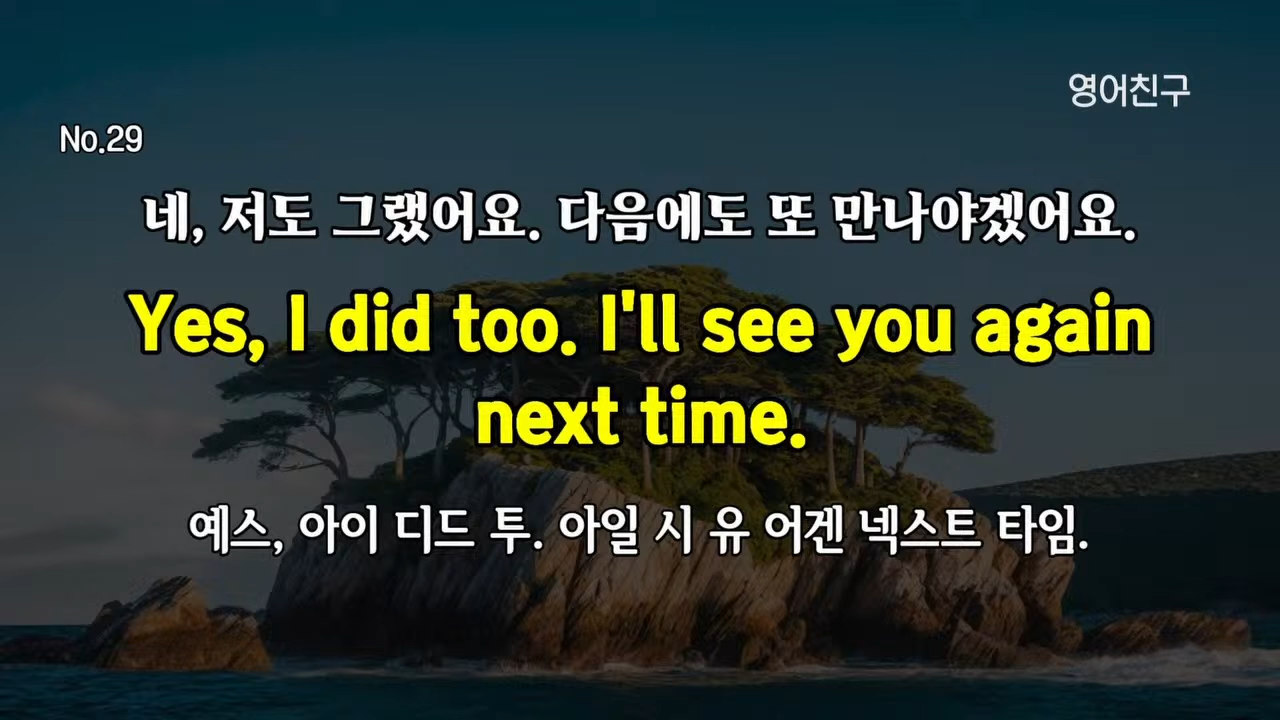 영어친구
No.29
네, 저도 그랬어요. 다음에도 또 만나야겠어요.
Yes, I did too. I'll see you again
next time.
예스, 아이 디드 투. 아일 시 유 어겐 넥스트 타임.